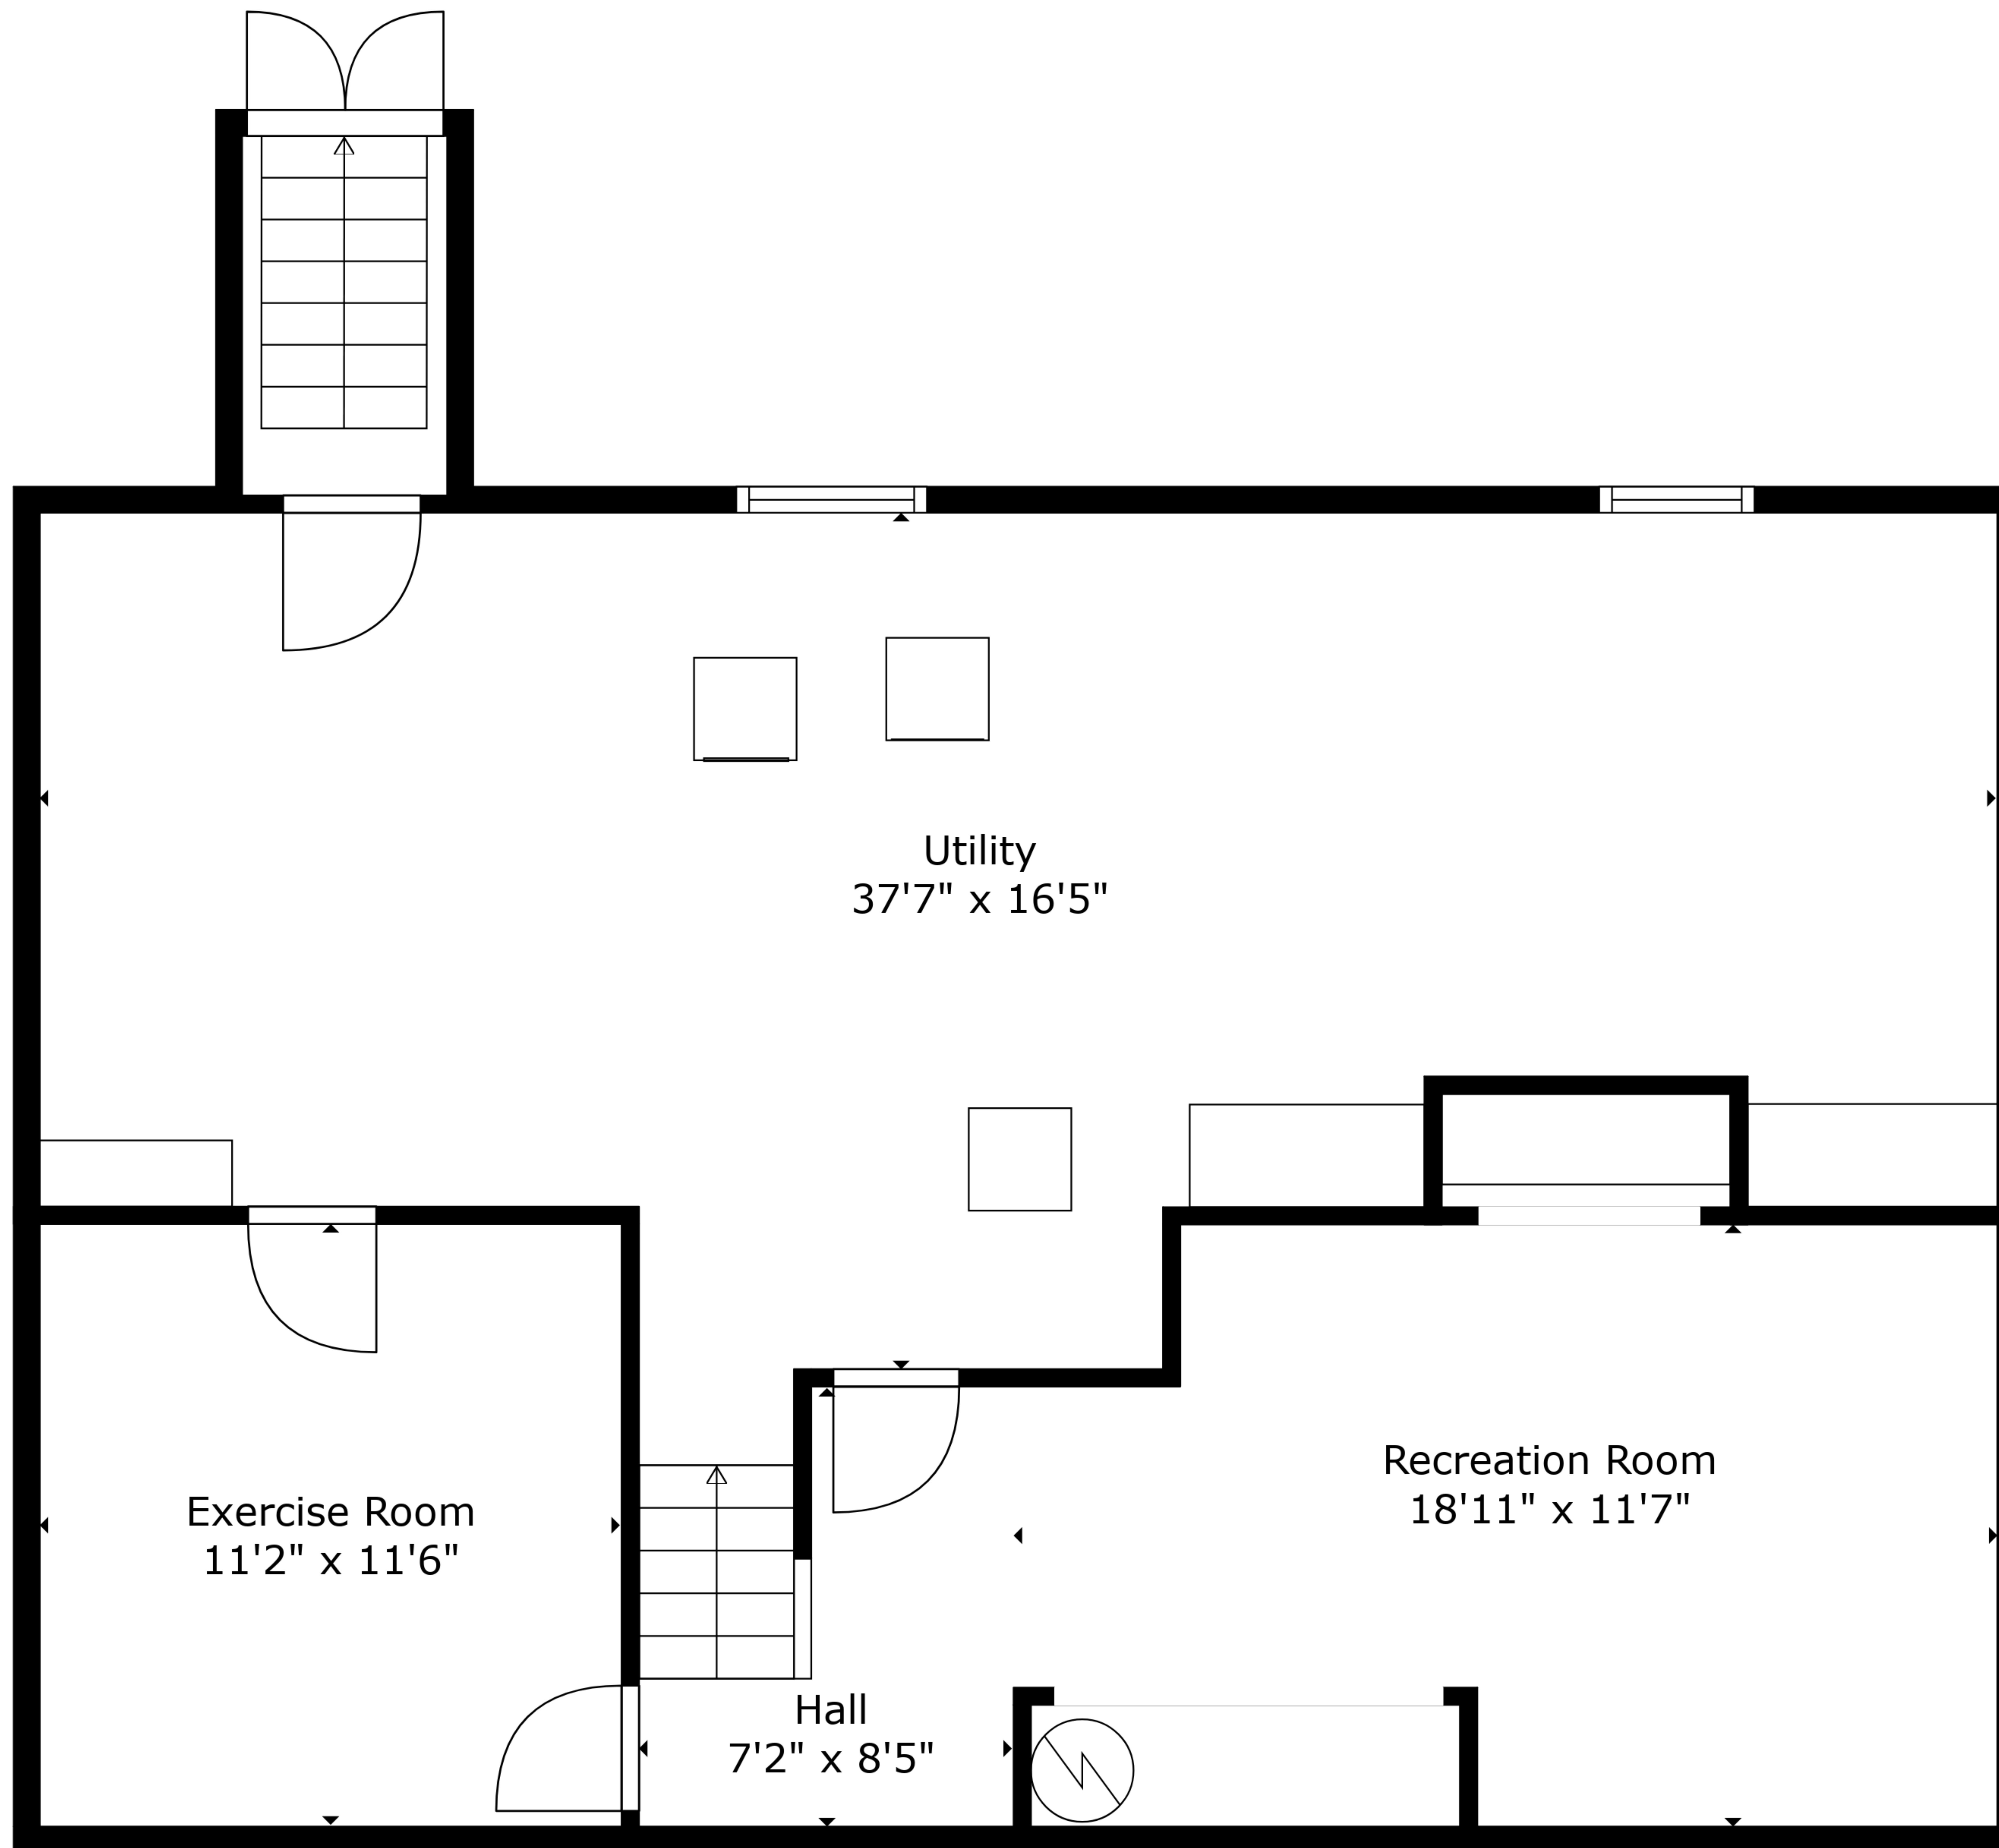 Utility
37'7" x 16'5"
Recreation Room
18'11" x 11'7"
Exercise Room
11'2" x 11'6"
Hall
7'2" x 8'5"